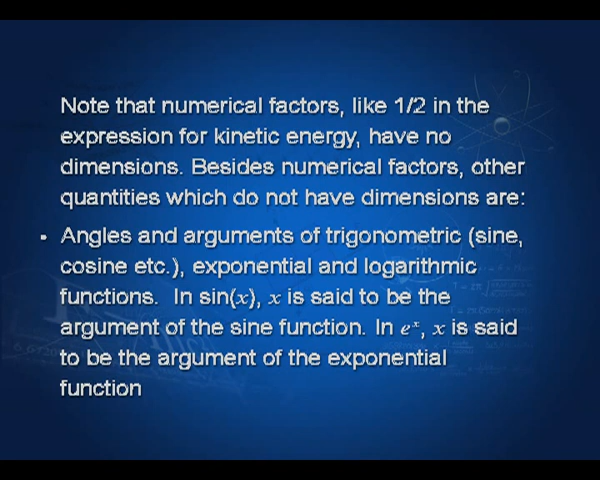 Note that numerical factors, like 1/2 in the
expression for kinetic energy, have no
dimensions. Besides numerical factors, other
quantities which do not have dimensions are:
• Angles and arguments of trigonometric (sine,
cosine etc.), exponential and logarithmic
functions. In sin(x), x is said to be the
argument of the sine function. In eˣ, x is said
to be the argument of the exponential
function